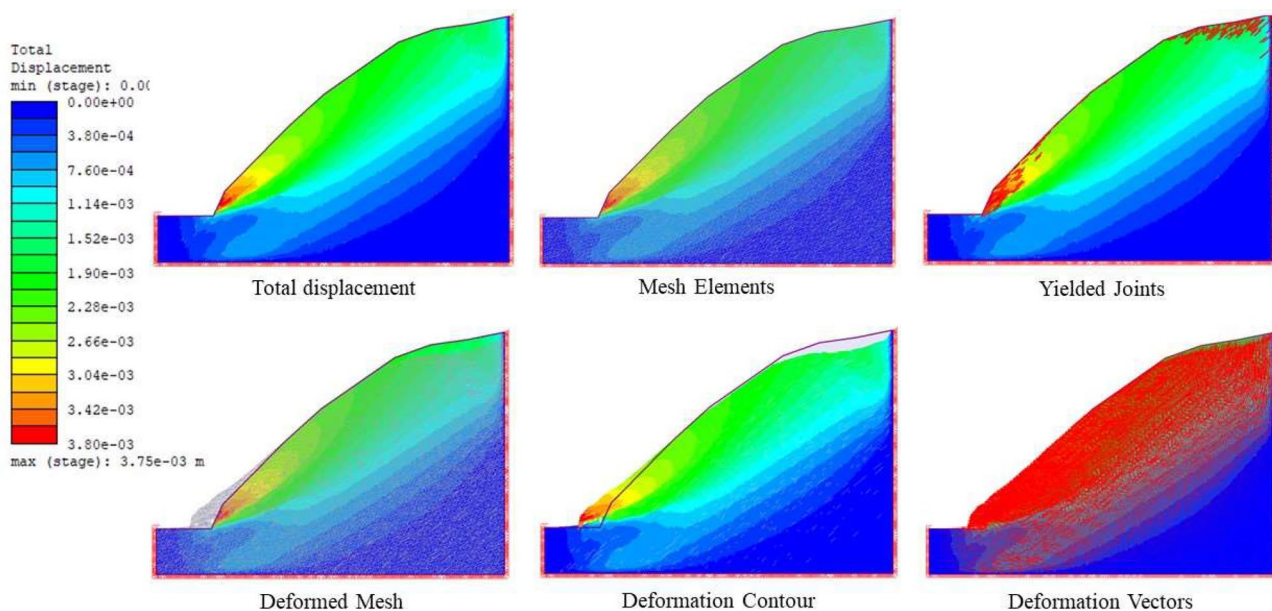 Total
Displacement
min (stage): 0.00
0.00e+00
3.80e-04
7.60e-04
1.14e-03
1.52e-03
1.90e-03
2.28e-03
2.66e-03
3.04e-03
3.42e-03
3.80e-03
max (stage): 3.75e-03 m
Total displacement
Mesh Elements
Yielded Joints
Deformed Mesh
Deformation Contour
Deformation Vectors